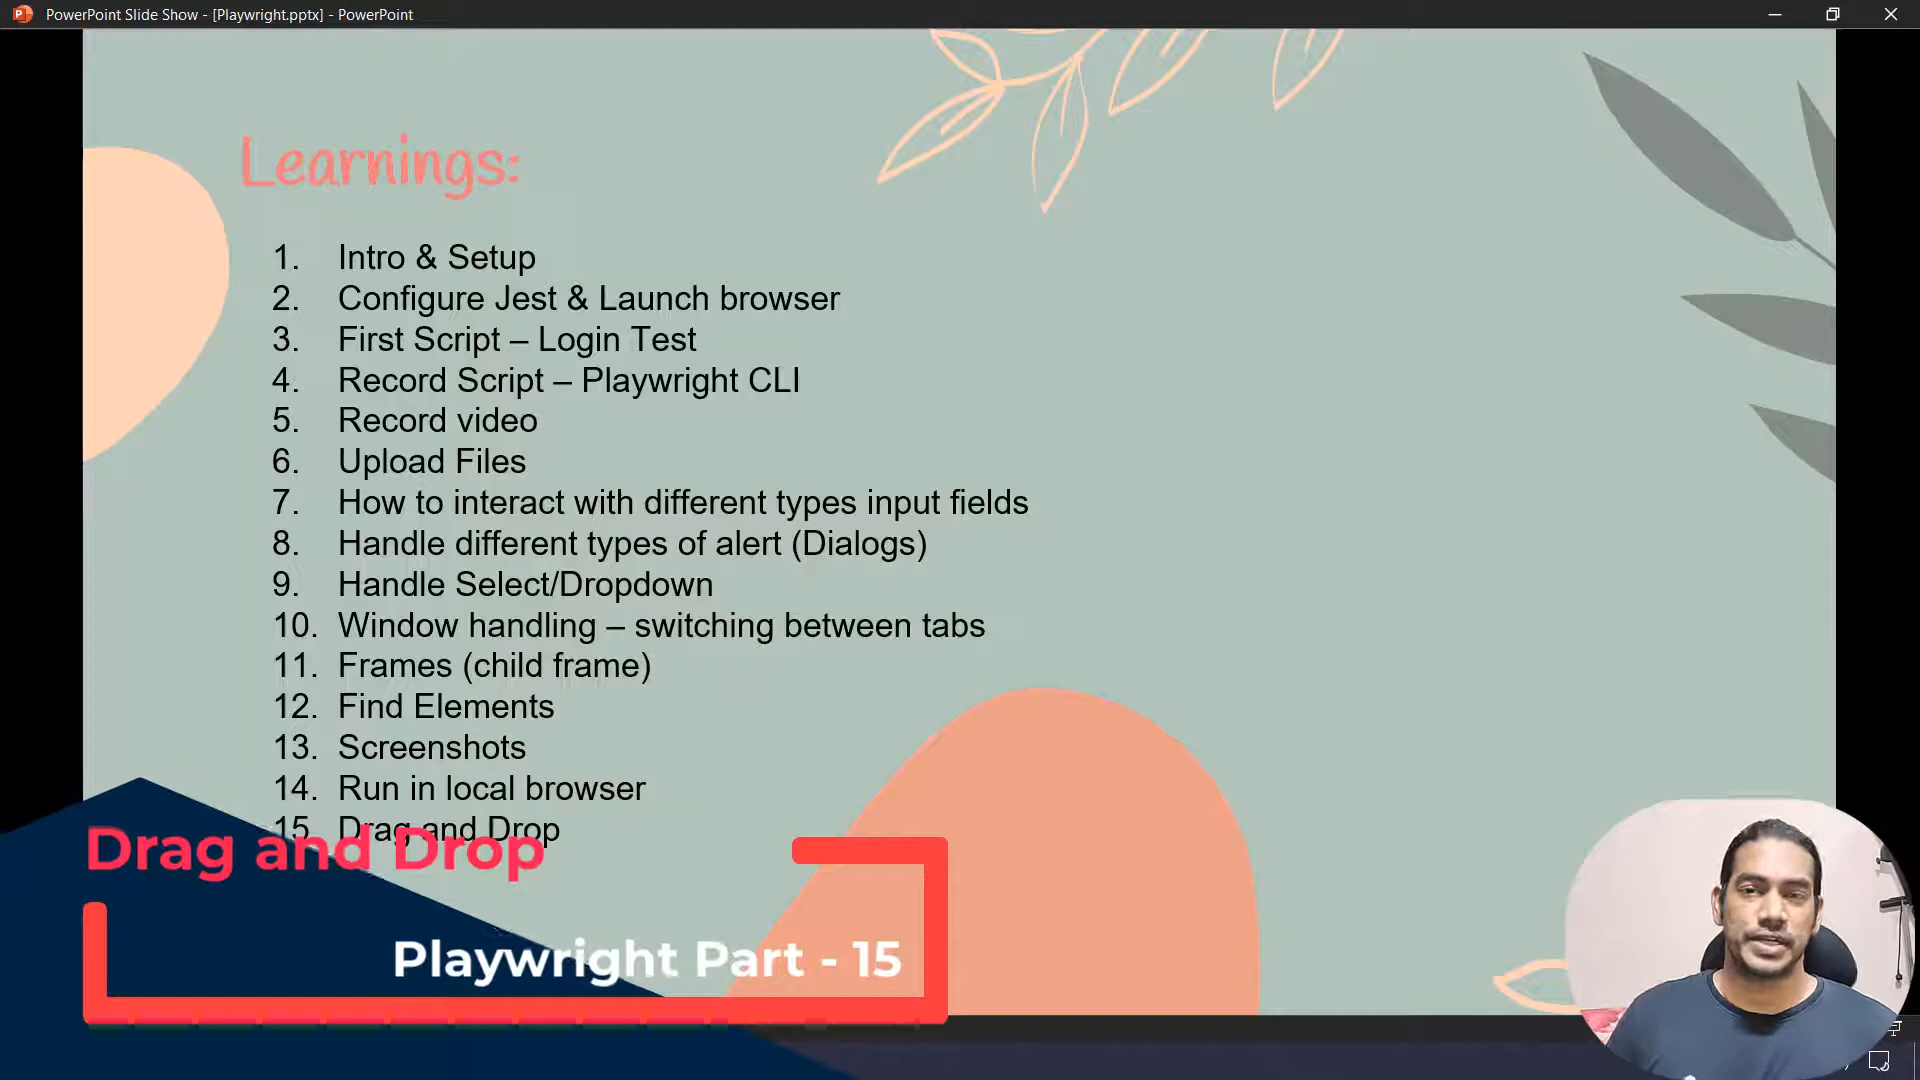 PowerPoint Slide Show - [Playwright.pptx] - PowerPoint
Learnings:
1. Intro & Setup
2. Configure Jest & Launch browser
3. First Script – Login Test
4. Record Script – Playwright CLI
5. Record video
6. Upload Files
7. How to interact with different types input fields
8. Handle different types of alert (Dialogs)
9. Handle Select/Dropdown
10. Window handling – switching between tabs
11. Frames (child frame)
12. Find Elements
13. Screenshots
14. Run in local browser
15. Drag and Drop
Drag and Drop
Playwright Part - 15